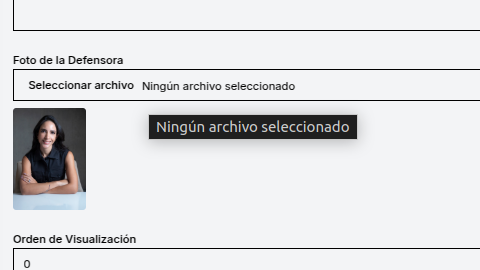 Foto de la Defensora
Seleccionar archivo Ningún archivo seleccionado
Ningún archivo seleccionado
Orden de Visualización
0